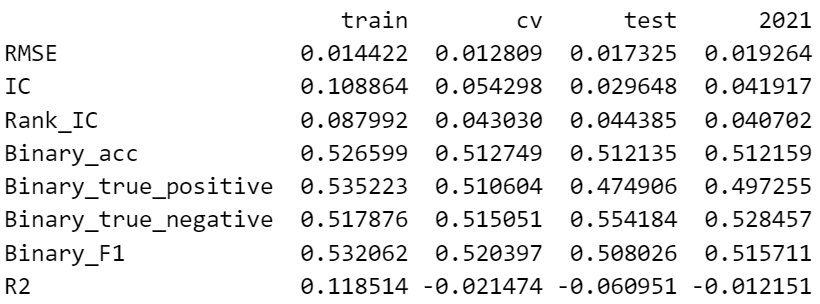 train cv test 2021
RMSE 0.014422 0.012809 0.017325 0.019264
IC 0.108864 0.054298 0.029648 0.041917
Rank_IC 0.087992 0.043030 0.044385 0.040702
Binary_acc 0.526599 0.512749 0.512135 0.512159
Binary_true_positive 0.535223 0.510604 0.474906 0.497255
Binary_true_negative 0.517876 0.515051 0.554184 0.528457
Binary_F1 0.532062 0.520397 0.508026 0.515711
R2 0.118514 -0.021474 -0.060951 -0.012151